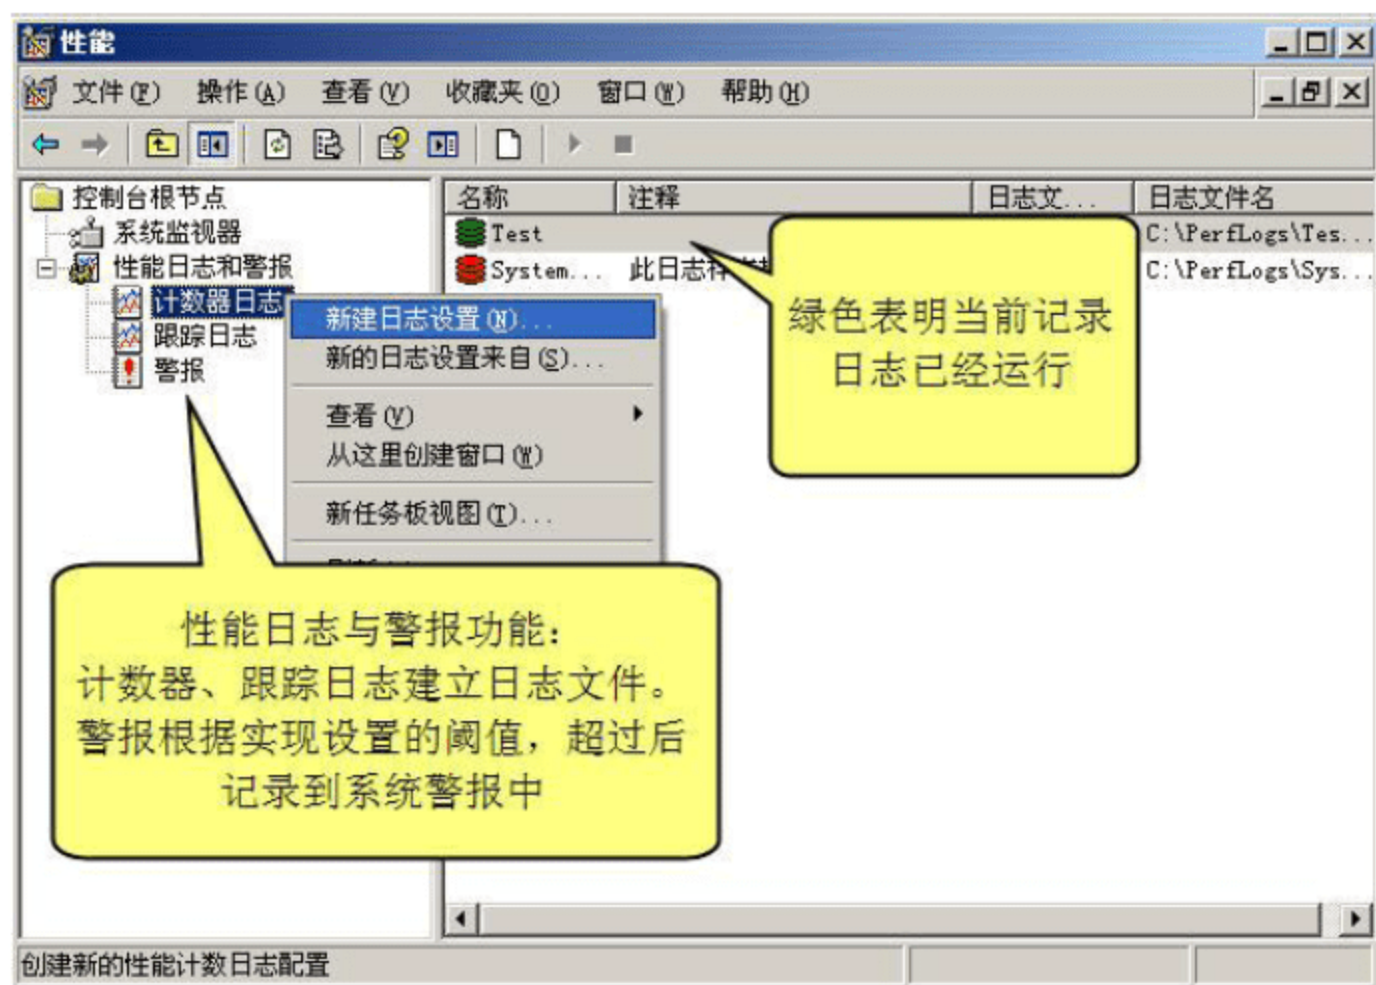 性能
文件(F) 操作(A) 查看(V) 收藏夹(O) 窗口(W) 帮助(H)
控制台根节点
系统监视器
性能日志和警报
计数器日志
跟踪日志
警报
名称 注释 日志文... 日志文件名
Test C:\PerfLogs\Tes...
System... 此日志 C:\PerfLogs\Sys...
新建日志设置(N)...
新的日志设置来自(S)...
查看(V)
从这里创建窗口(W)
新任务板视图(T)...
绿色表明当前记录
日志已经运行
性能日志与警报功能：
计数器、跟踪日志建立日志文件。
警报根据实现设置的阈值，超过后
记录到系统警报中
创建新的性能计数日志配置